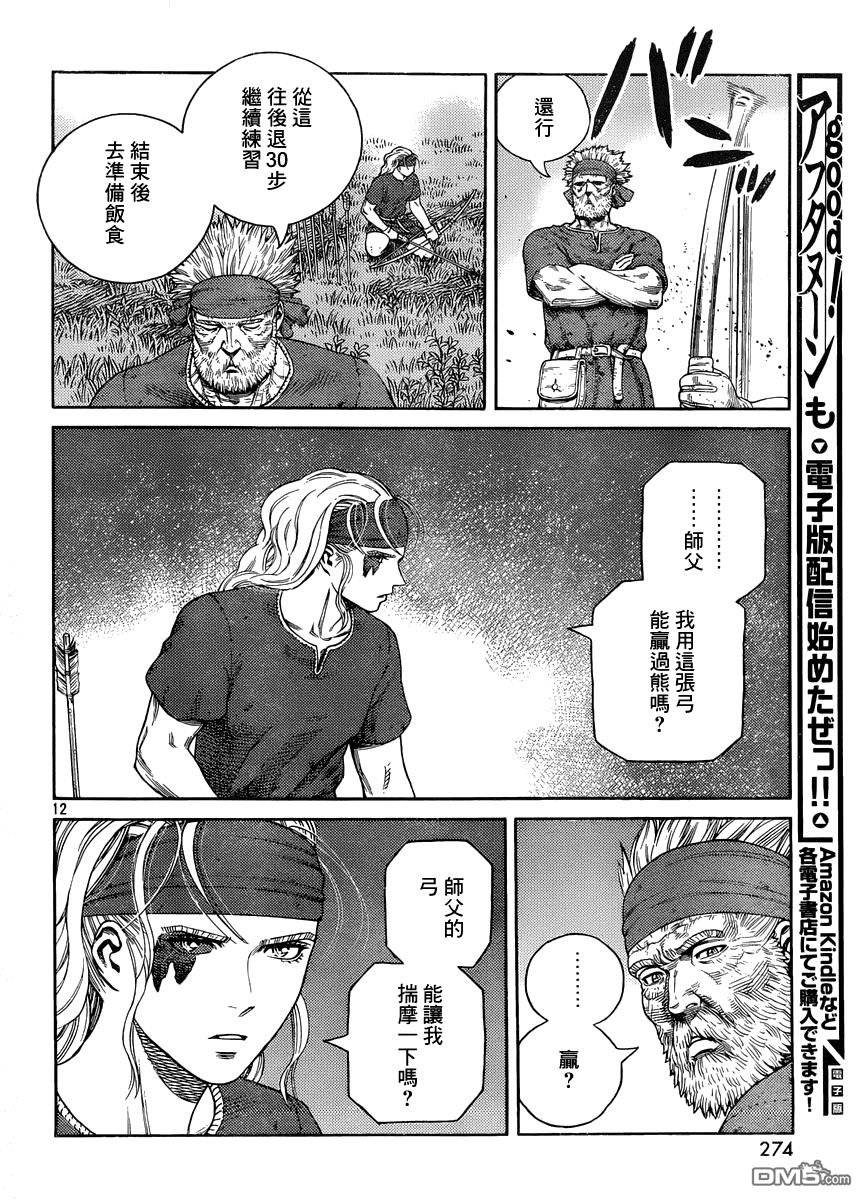 還行
バッ
從這
往後退30步
繼續練習
結束後
去準備飯食
………
………師父
我用這張弓
能贏過熊嗎？
……
贏？
師父的
弓
能讓我
揣摩一下嗎？
12
274
good!アフタヌーンも▼電子版配信始めたぜっ!!▲
Amazon Kindleなど
各電子書店にてご購入できます！
電子版
DM5.com